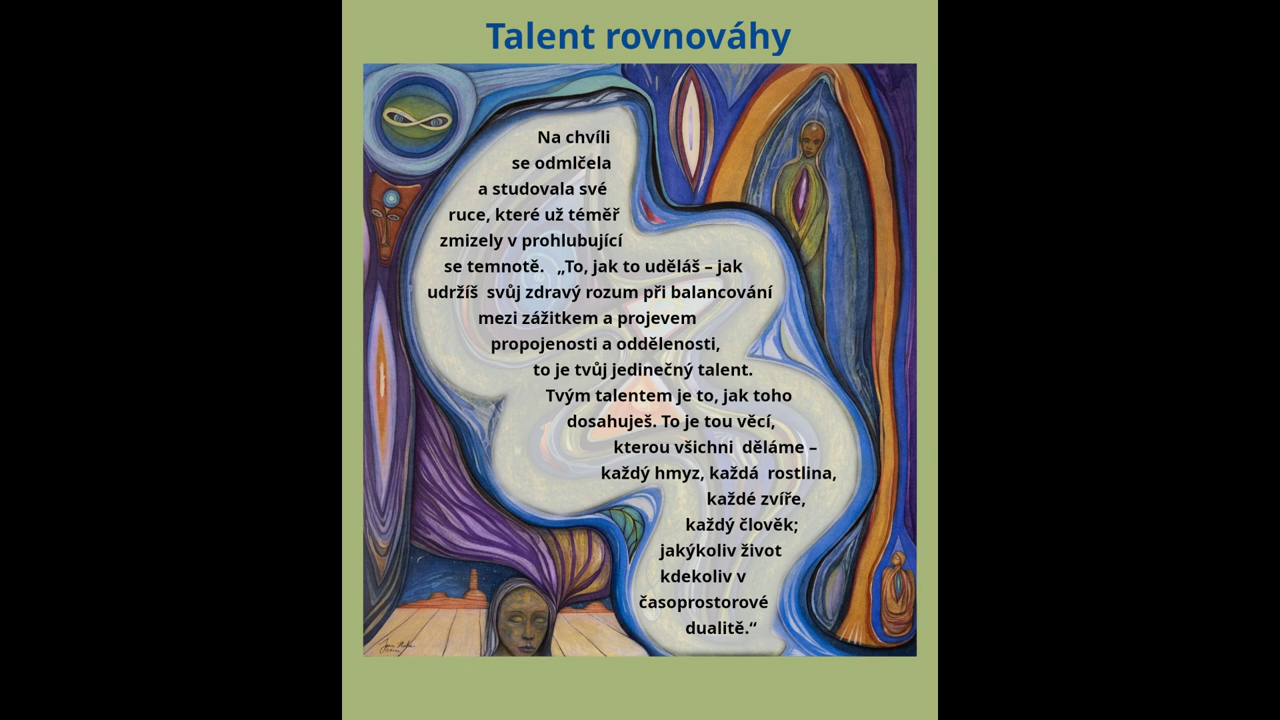 Talent rovnováhy
Na chvíli
se odmlčela
a studovala své
ruce, které už téměř
zmizely v prohlubující
se temnotě. „To, jak to uděláš – jak
udržíš svůj zdravý rozum při balancování
mezi zážitkem a projevem
propojenosti a oddělenosti,
to je tvůj jedinečný talent.
Tvým talentem je to, jak toho
dosahuješ. To je tou věcí,
kterou všichni děláme –
každý hmyz, každá rostlina,
každé zvíře,
každý člověk;
jakýkoliv život
kdekoliv v
časoprostorové
dualitě.“